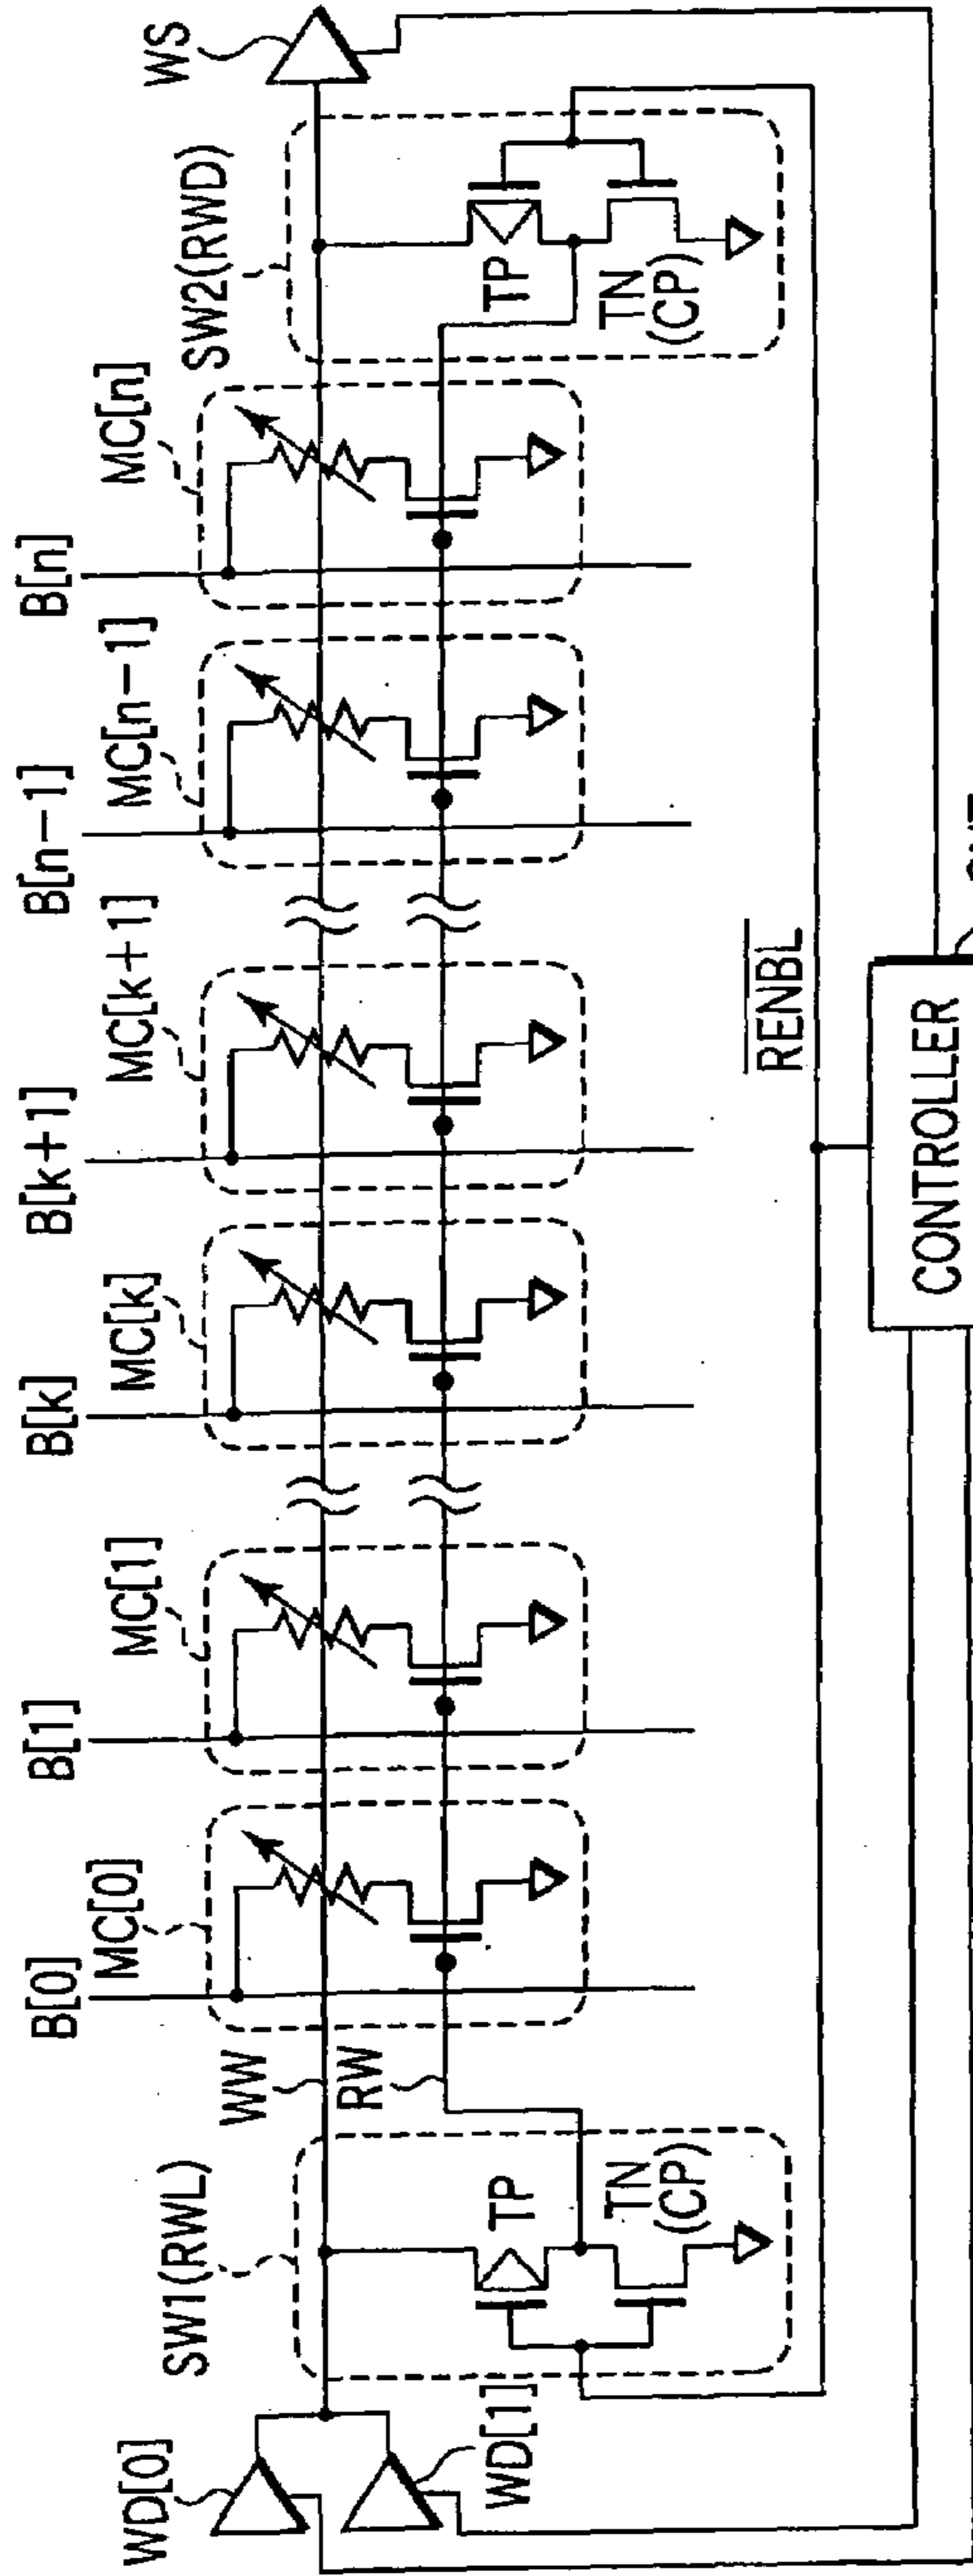 B[0]
B[1]
B[k]
B[k+1]
B[n-1]
B[n]
MC[0]
MC[1]
MC[k]
MC[k+1]
MC[n-1]
MC[n]
WS
SW1(RWL)
SW2(RWD)
WD[0]
WD[1]
WW
RW
TP
TN
(CP)
TP
TN
(CP)
RENBL
CONTROLLER